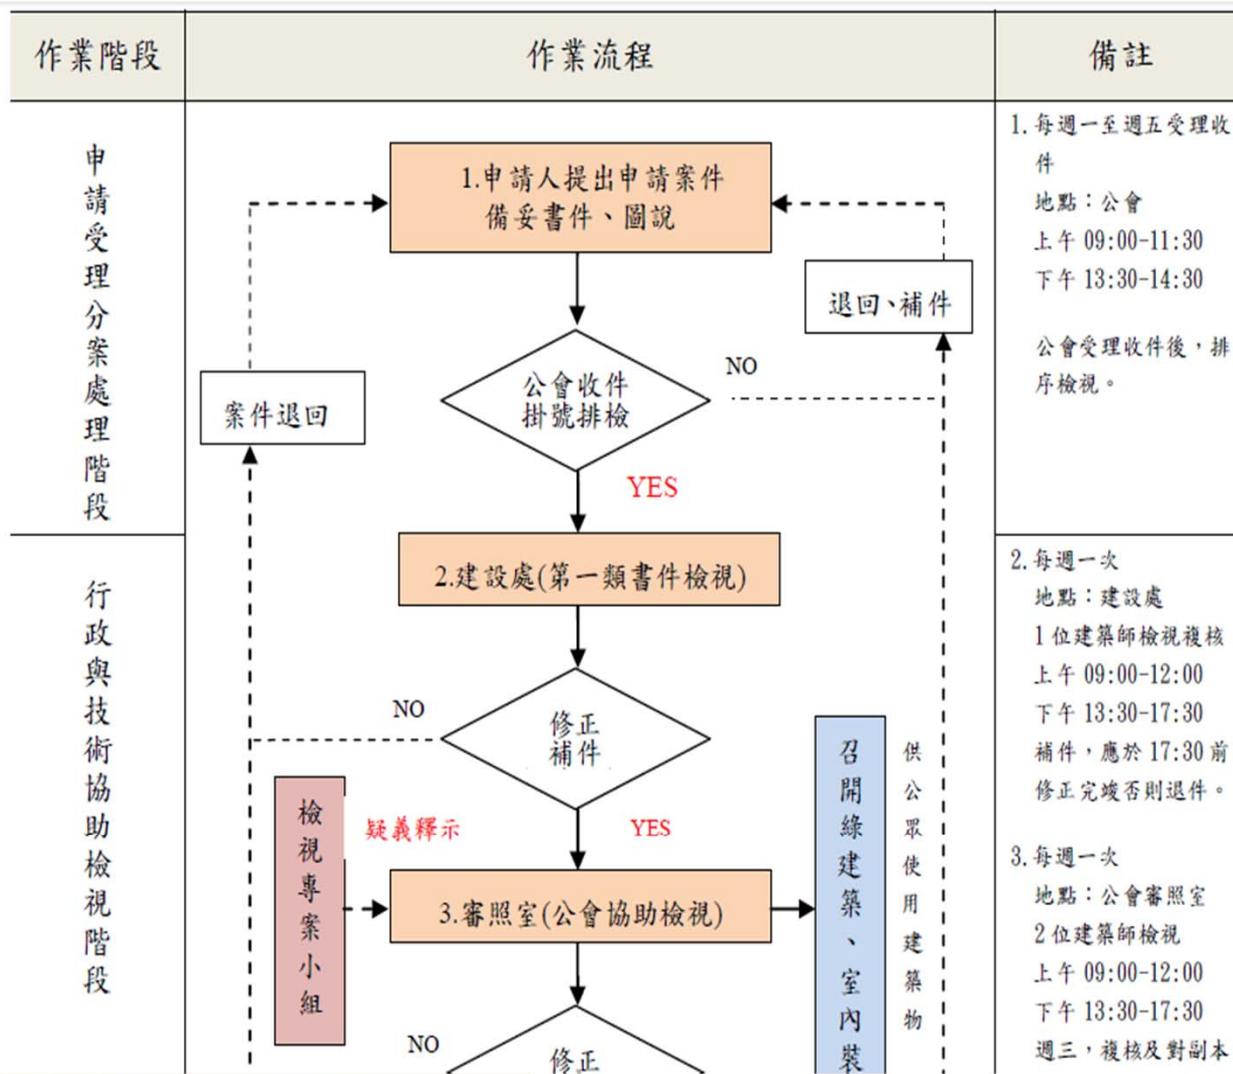 作業階段
作業流程
備註
申請受理分案處理階段
1.申請人提出申請案件
備妥書件、圖說
退回、補件
案件退回
公會收件
掛號排檢
NO
YES
1.每週一至週五受理收
件
地點：公會
上午 09:00-11:30
下午 13:30-14:30
公會受理收件後，排
序檢視。
行政與技術協助檢視階段
2.建設處(第一類書件檢視)
修正
補件
NO
YES
檢視專案小組
疑義釋示
3.審照室(公會協助檢視)
召開綠建築、室內裝
供公眾使用建築物
NO
修正
2.每週一次
地點：建設處
1位建築師檢視複核
上午 09:00-12:00
下午 13:30-17:30
補件，應於 17:30 前
修正完竣否則退件。
3.每週一次
地點：公會審照室
2位建築師檢視
上午 09:00-12:00
下午 13:30-17:30
週三，複核及對副本